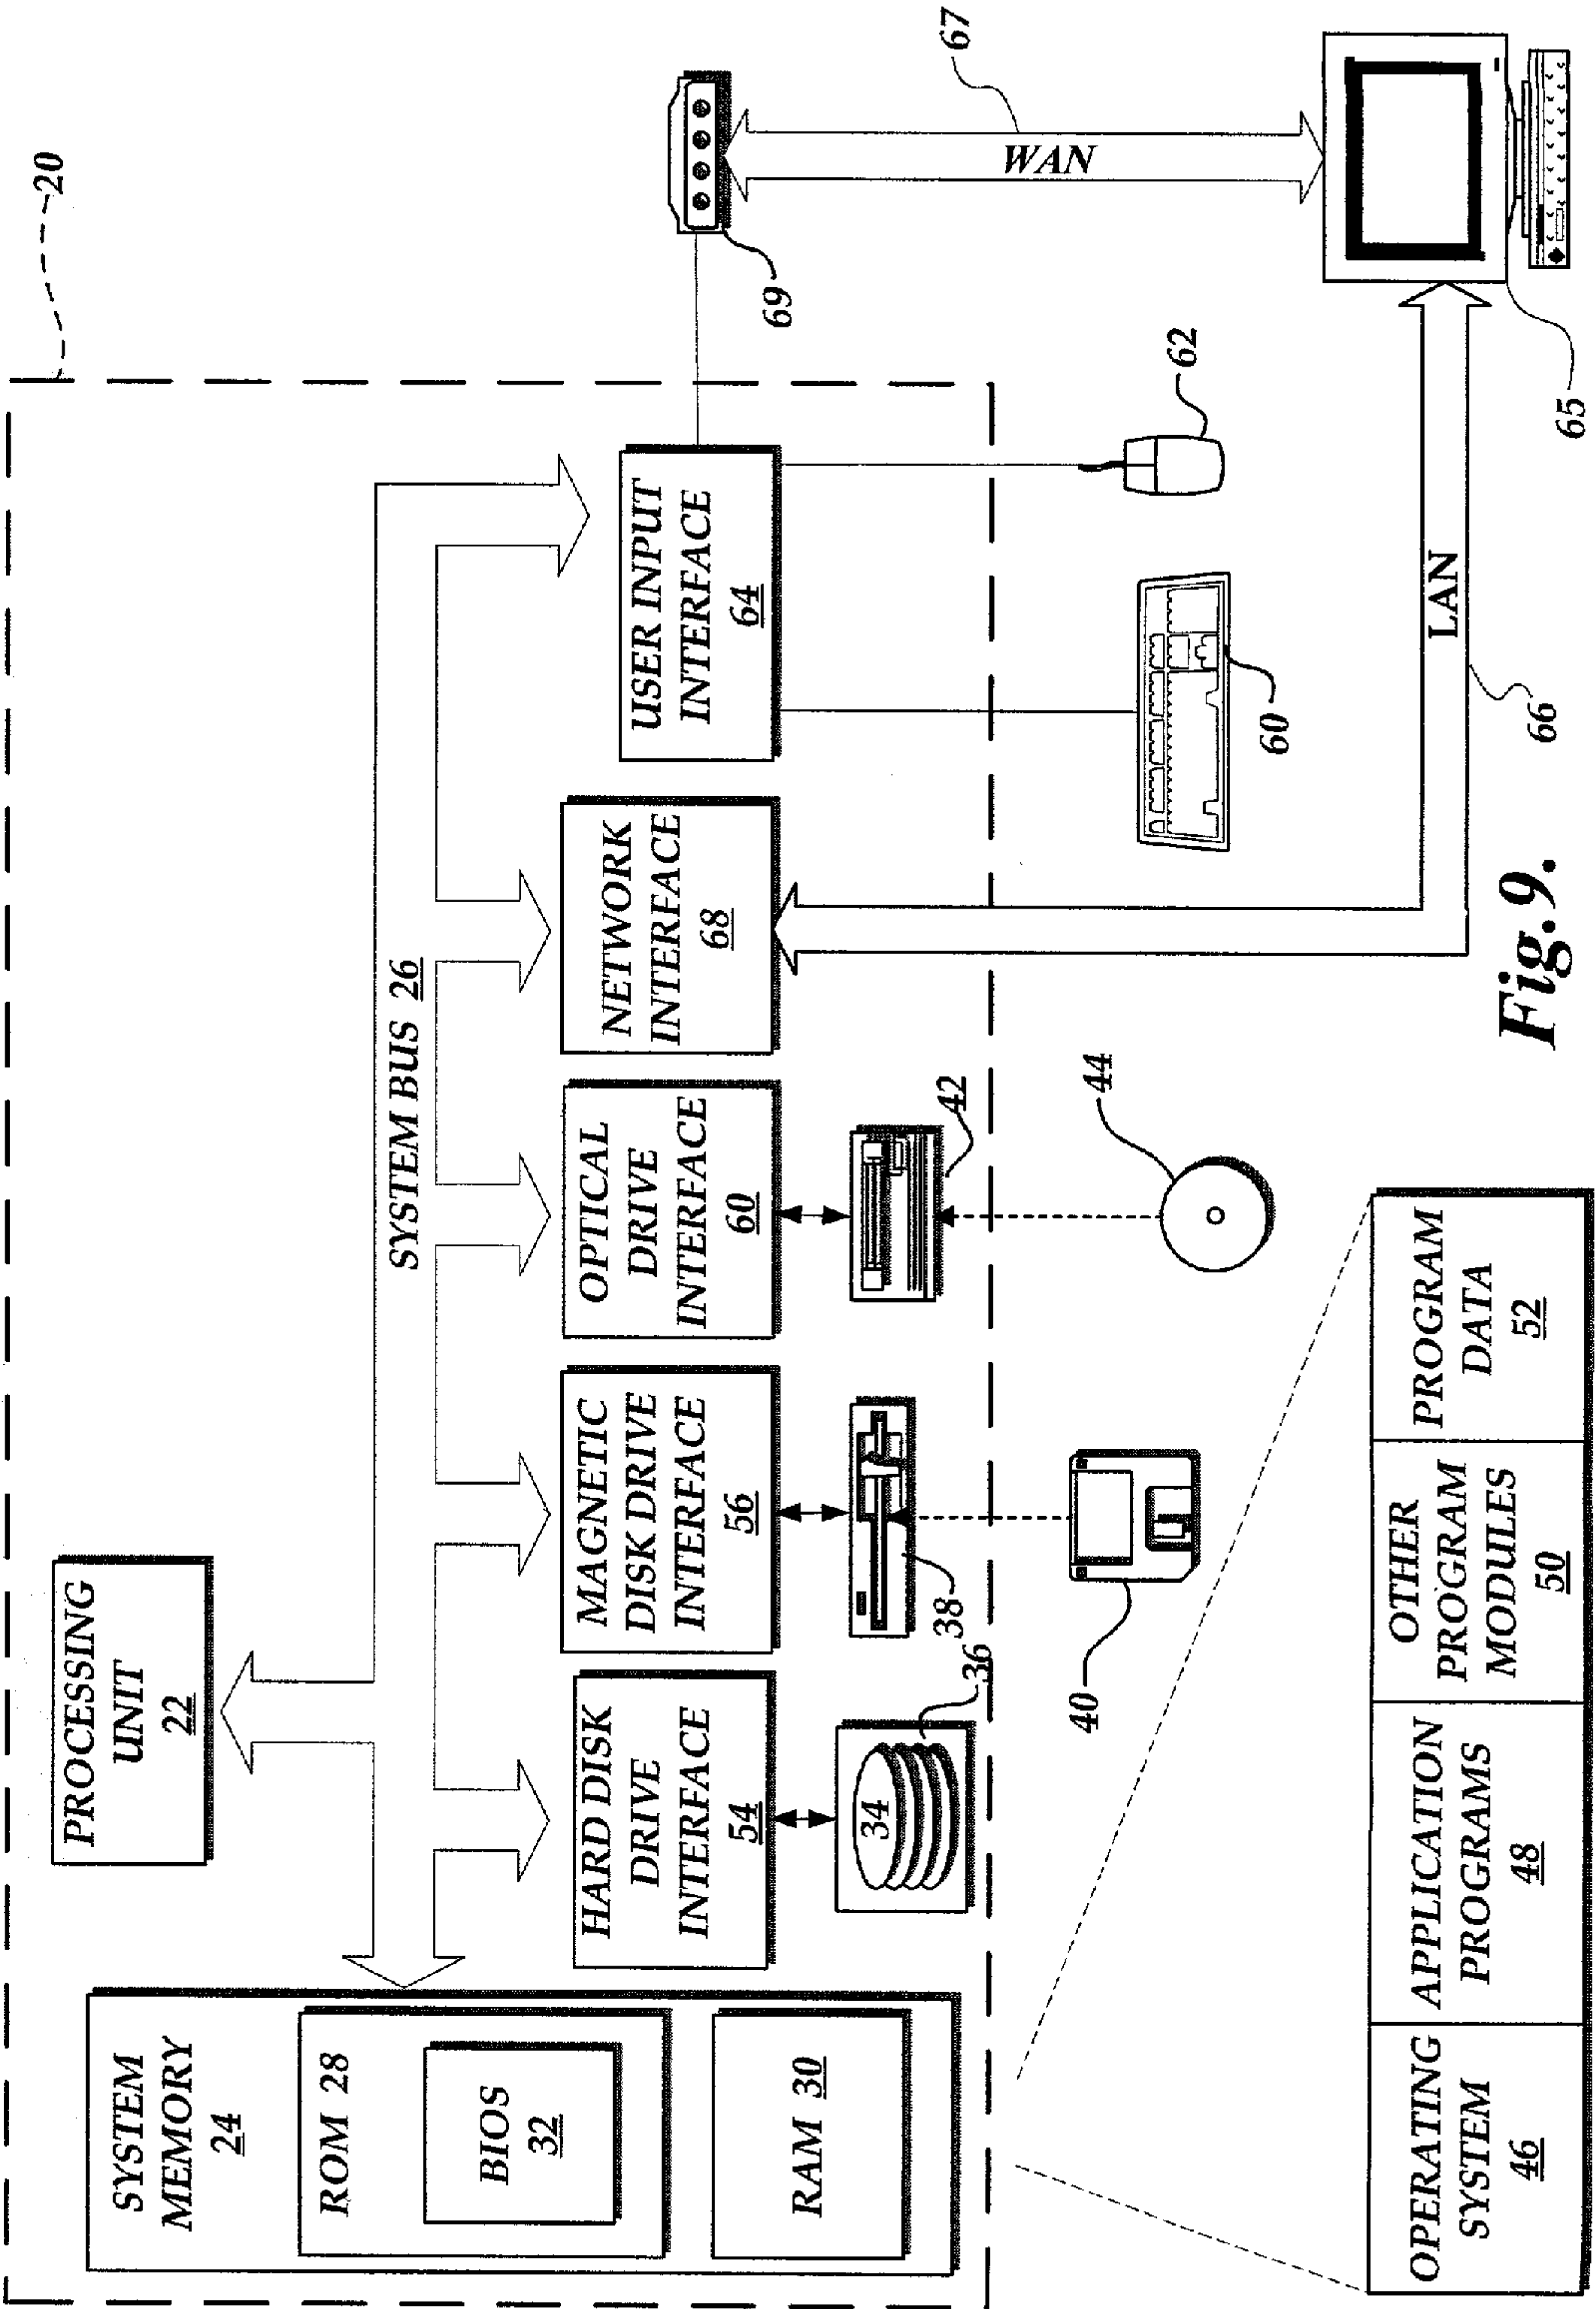 20
PROCESSING
UNIT
22
SYSTEM
MEMORY
24
ROM 28
BIOS
32
RAM 30
SYSTEM BUS 26
HARD DISK
DRIVE
INTERFACE
54
MAGNETIC
DISK DRIVE
INTERFACE
56
OPTICAL
DRIVE
INTERFACE
60
NETWORK
INTERFACE
68
USER INPUT
INTERFACE
64
34
36
38
42
69
40
44
60
62
WAN
67
LAN
66
65
OPERATING
SYSTEM
46
APPLICATION
PROGRAMS
48
OTHER
PROGRAM
MODULES
50
PROGRAM
DATA
52
Fig.9.